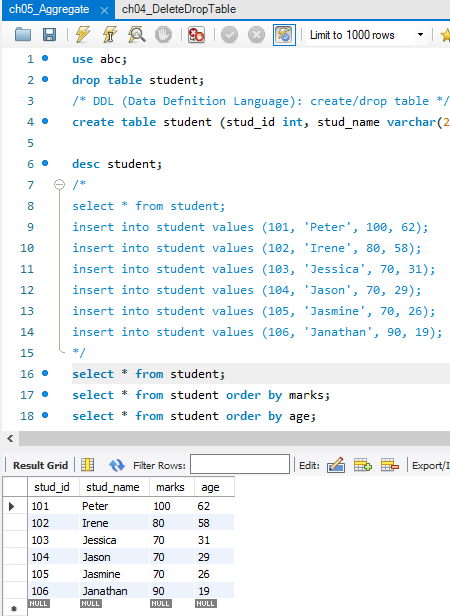 ch05_Aggregate × ch04_DeleteDropTable
Limit to 1000 rows
1 use abc;
2 drop table student;
3 /* DDL (Data Defnition Language): create/drop table */
4 create table student (stud_id int, stud_name varchar(2
5
6 desc student;
7 /*
8 select * from student;
9 insert into student values (101, 'Peter', 100, 62);
10 insert into student values (102, 'Irene', 80, 58);
11 insert into student values (103, 'Jessica', 70, 31);
12 insert into student values (104, 'Jason', 70, 29);
13 insert into student values (105, 'Jasmine', 70, 26);
14 insert into student values (106, 'Janathan', 90, 19);
15 */
16 select * from student;
17 select * from student order by marks;
18 select * from student order by age;
Result Grid Filter Rows: Edit: Export/I
stud_id stud_name marks age
101 Peter 100 62
102 Irene 80 58
103 Jessica 70 31
104 Jason 70 29
105 Jasmine 70 26
106 Janathan 90 19
NULL NULL NULL NULL